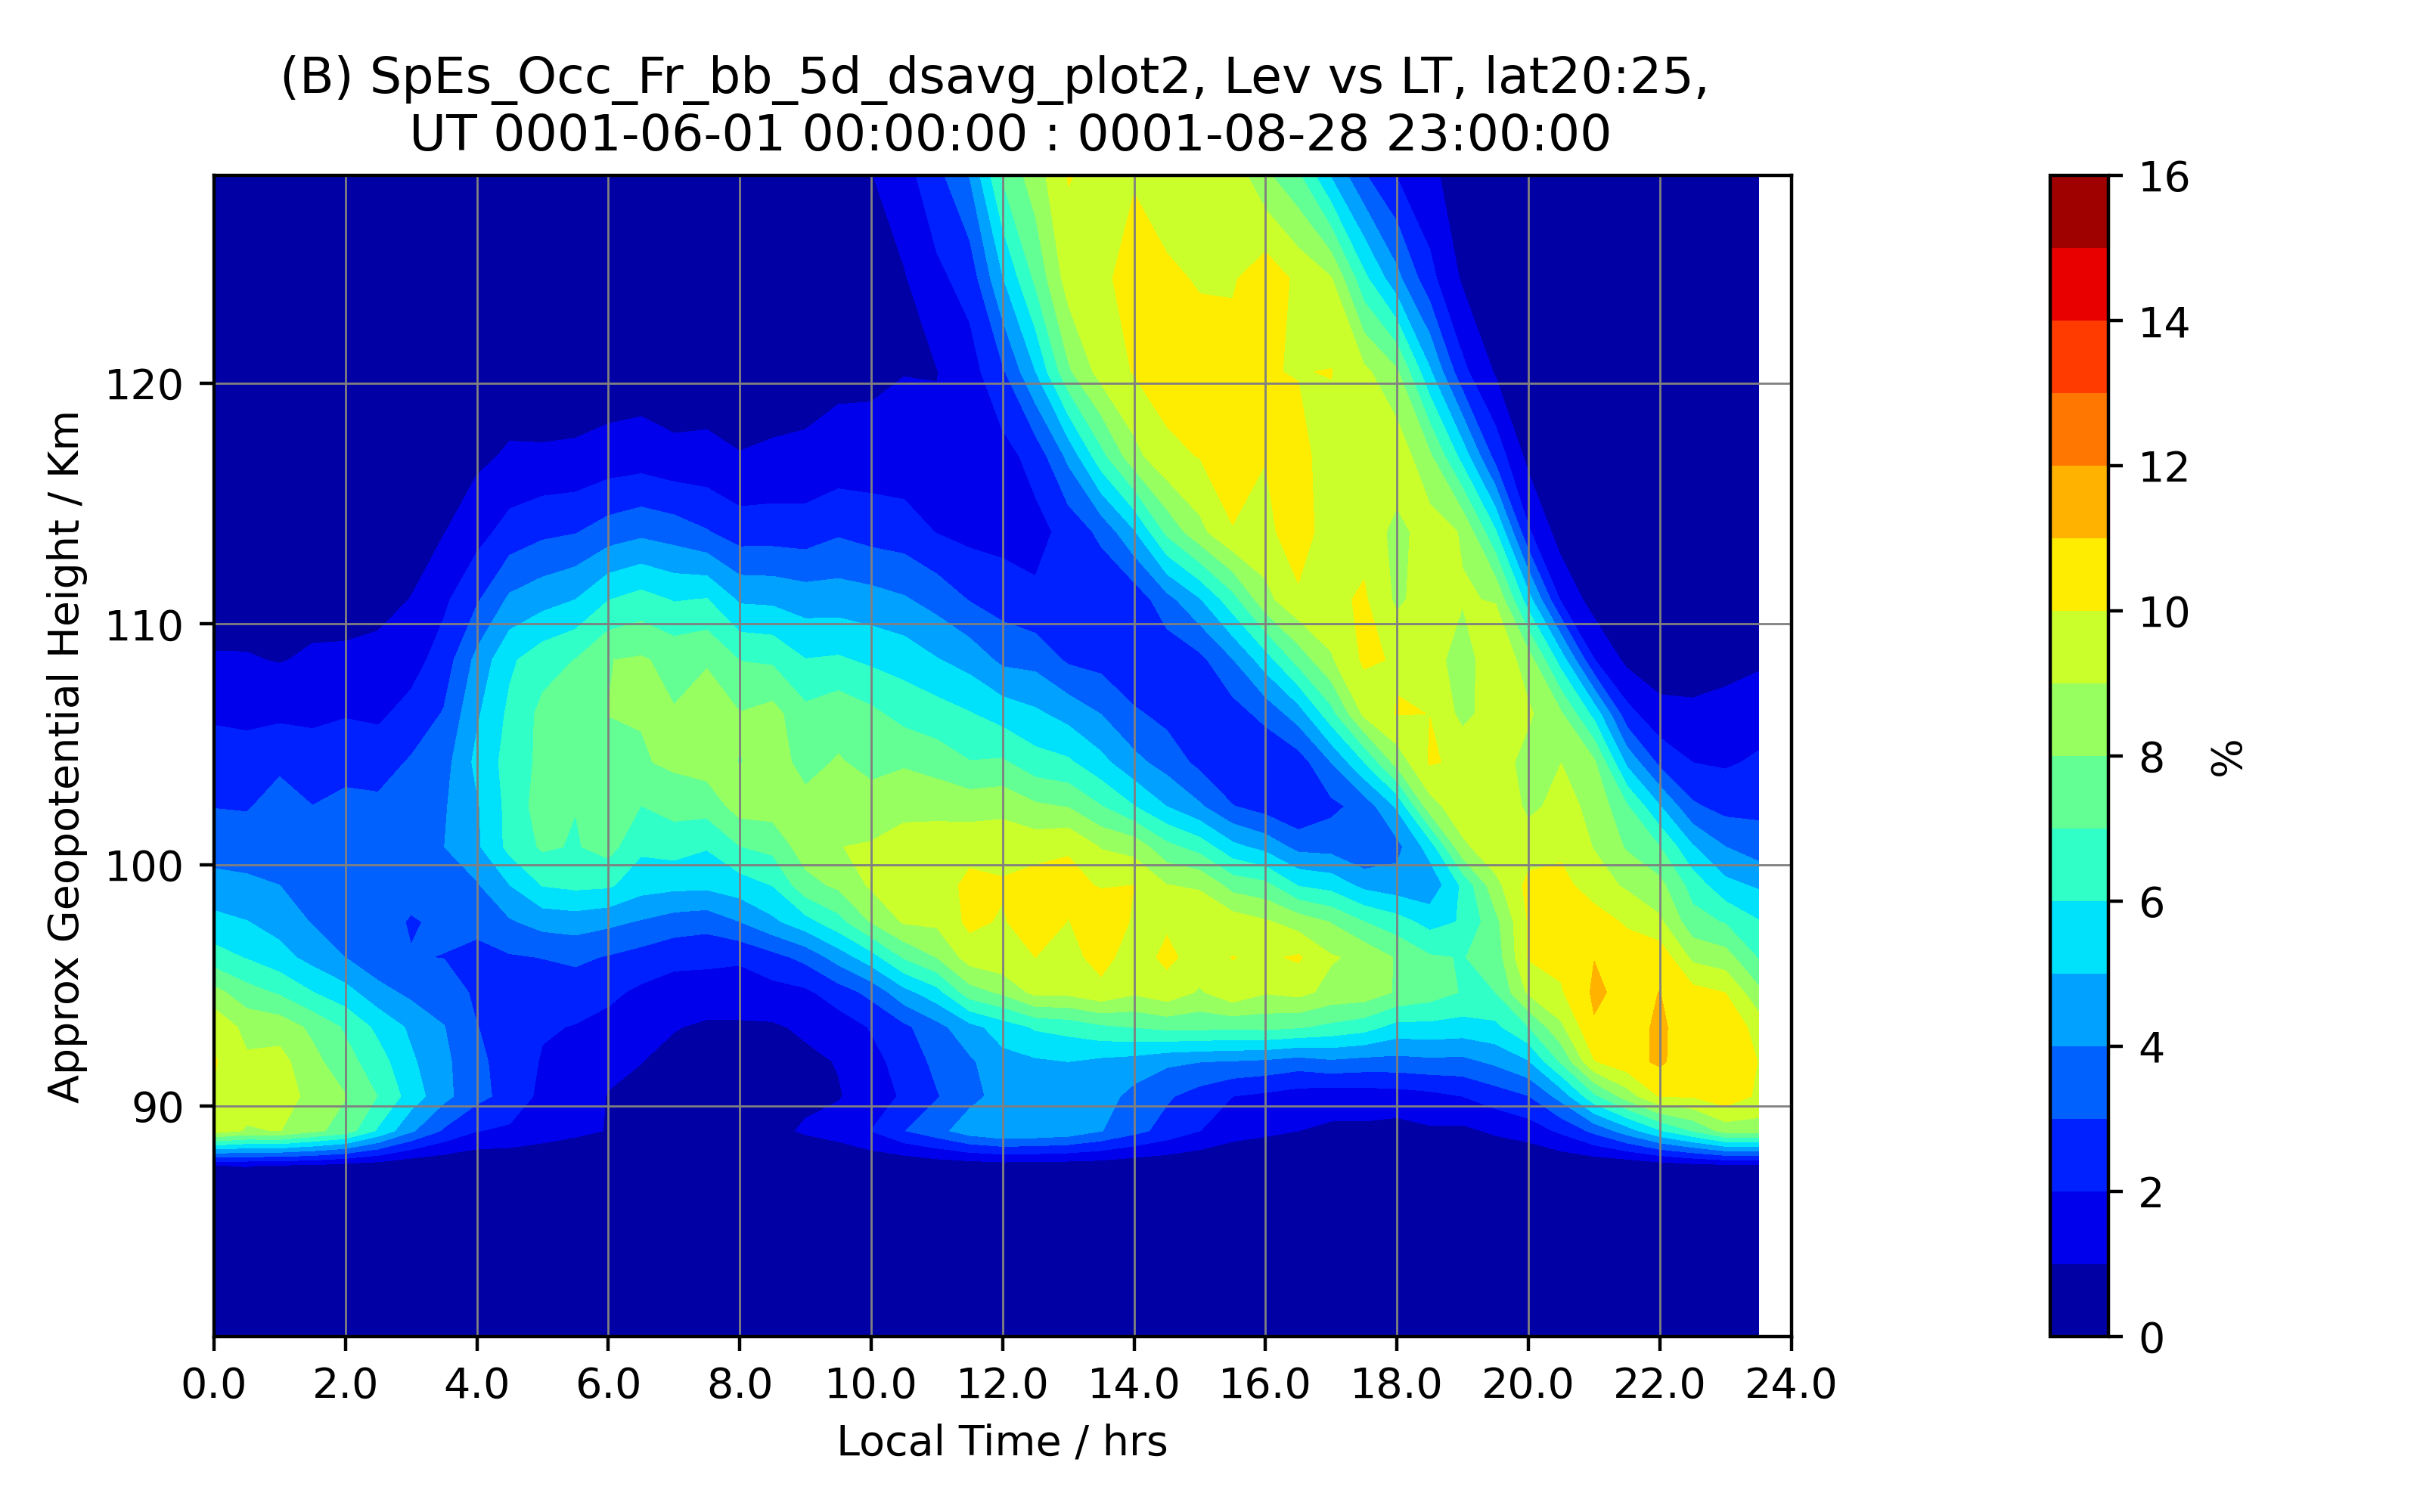 (B) SpEs_Occ_Fr_bb_5d_dsavg_plot2, Lev vs LT, lat20:25,
UT 0001-06-01 00:00:00 : 0001-08-28 23:00:00
Approx Geopotential Height / Km
120
110
100
90
0.0 2.0 4.0 6.0 8.0 10.0 12.0 14.0 16.0 18.0 20.0 22.0 24.0
Local Time / hrs
16
14
12
10
8
6
4
2
0
%